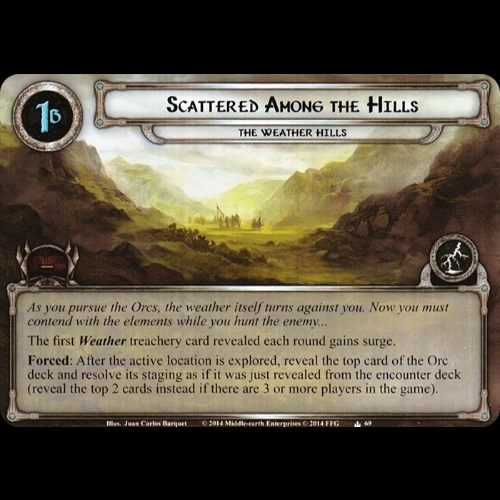 1B
SCATTERED AMONG THE HILLS
THE WEATHER HILLS
As you pursue the Orcs, the weather itself turns against you. Now you must
contend with the elements while you hunt the enemy...
The first Weather treachery card revealed each round gains surge.
Forced: After the active location is explored, reveal the top card of the Orc
deck and resolve its staging as if it was just revealed from the encounter deck
(reveal the top 2 cards instead if there are 3 or more players in the game).
Illus. Juan Carlos Barquet © 2014 Middle-earth Enterprises © 2014 FFG 69